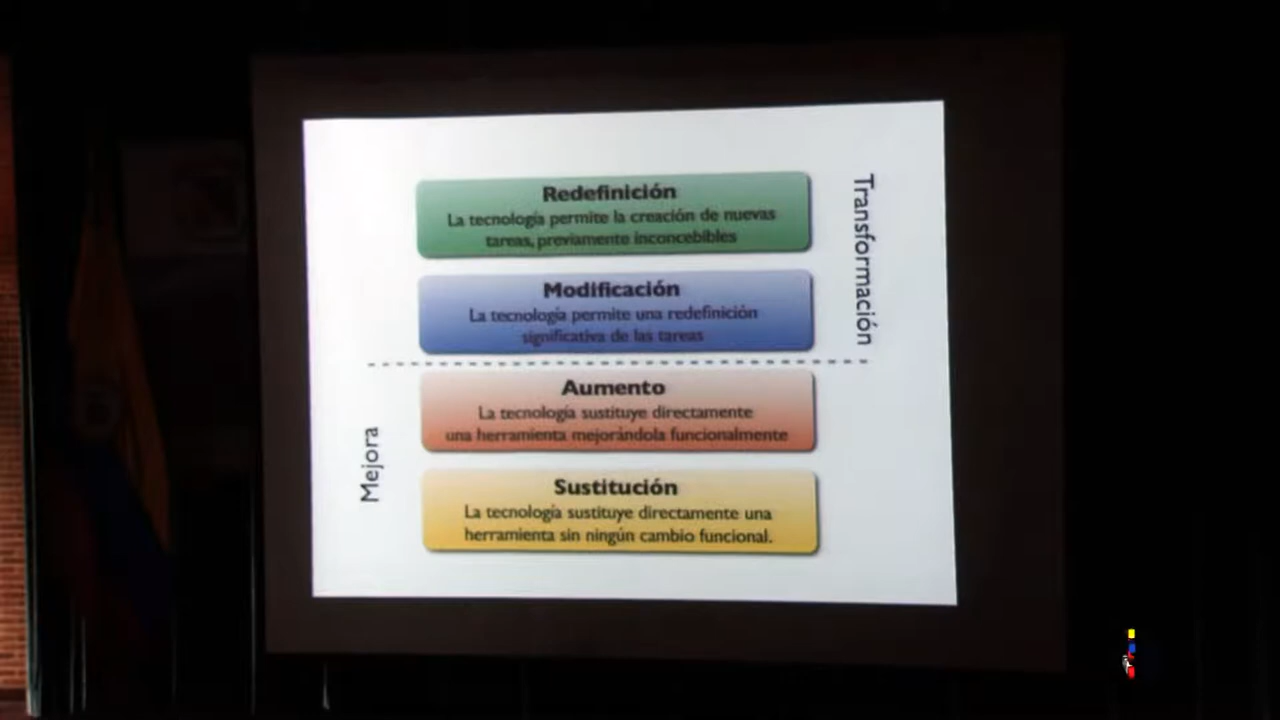 Redefinición
La tecnología permite la creación de nuevas
tareas, previamente inconcebibles
Modificación
La tecnología permite una redefinición
significativa de las tareas
Transformación
Aumento
La tecnología sustituye directamente
una herramienta mejorándola funcionalmente
Sustitución
La tecnología sustituye directamente una
herramienta sin ningún cambio funcional.
Mejora